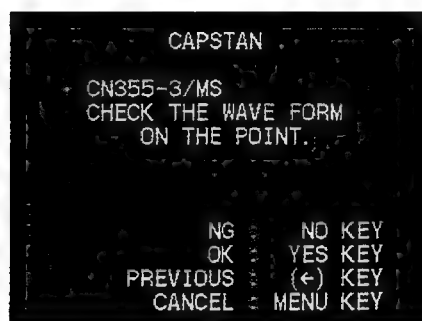 CAPSTAN
CN355-3/MS
CHECK THE WAVE FORM
ON THE POINT.
NG : NO KEY
OK : YES KEY
PREVIOUS : (←) KEY
CANCEL : MENU KEY